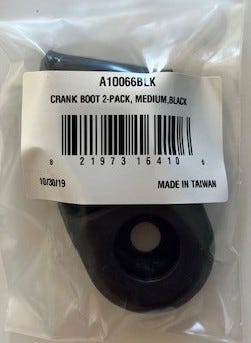 A10066BLK
CRANK BOOT 2-PACK, MEDIUM,BLACK
8 21973 16410 6
10/30/19 MADE IN TAIWAN